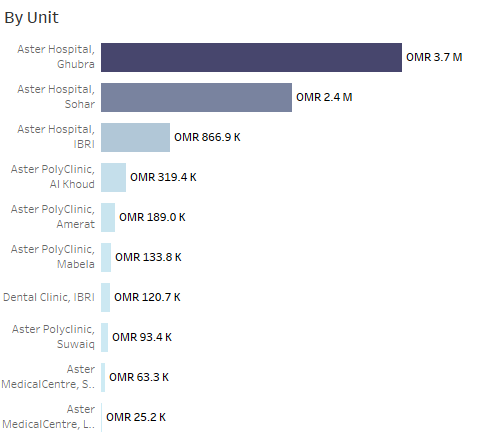 By Unit
Aster Hospital,
Ghubra
OMR 3.7 M
Aster Hospital,
Sohar
OMR 2.4 M
Aster Hospital,
IBRI
OMR 866.9 K
Aster PolyClinic,
Al Khoud
OMR 319.4 K
Aster PolyClinic,
Amerat
OMR 189.0 K
Aster PolyClinic,
Mabela
OMR 133.8 K
Dental Clinic, IBRI
OMR 120.7 K
Aster Polyclinic,
Suwaiq
OMR 93.4 K
Aster
MedicalCentre, S..
OMR 63.3 K
Aster
MedicalCentre, L..
OMR 25.2 K